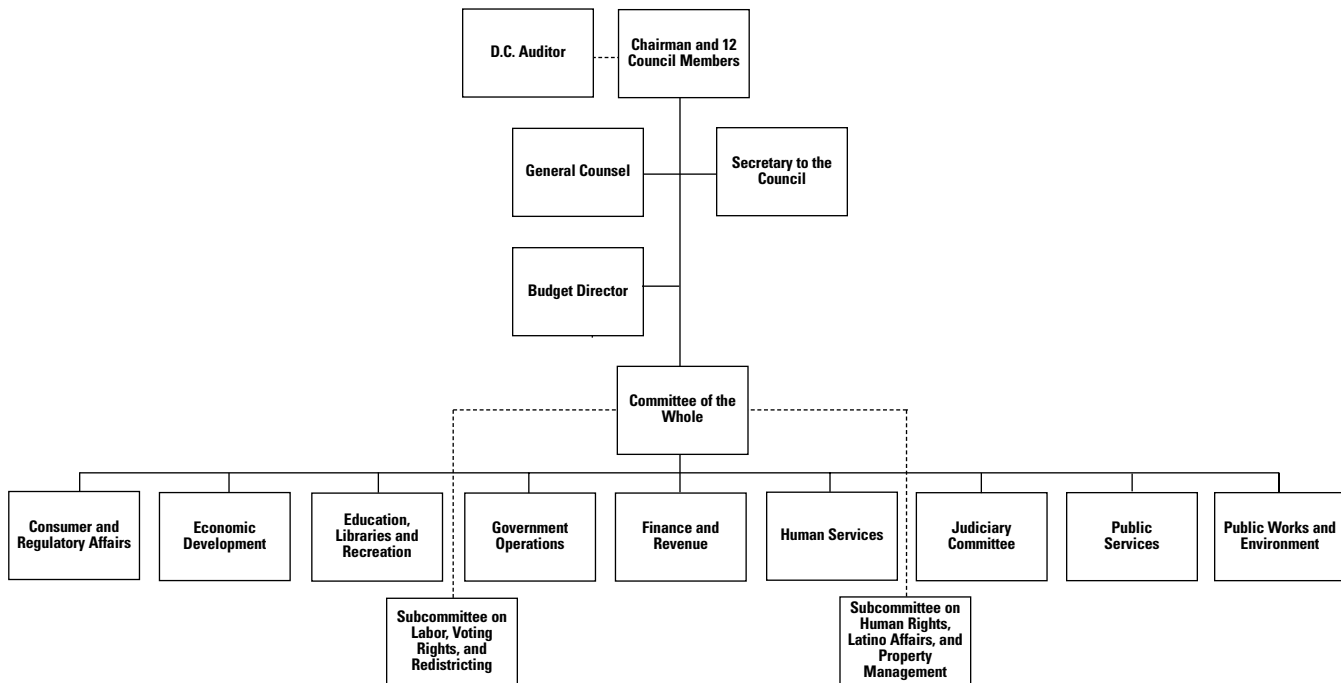 D.C. Auditor
Chairman and 12
Council Members
General Counsel
Secretary to the
Council
Budget Director
Committee of the
Whole
Consumer and
Regulatory Affairs
Economic
Development
Education,
Libraries and
Recreation
Government
Operations
Finance and
Revenue
Human Services
Judiciary
Committee
Public
Services
Public Works and
Environment
Subcommittee on
Labor, Voting
Rights, and
Redistricting
Subcommittee on
Human Rights,
Latino Affairs, and
Property
Management